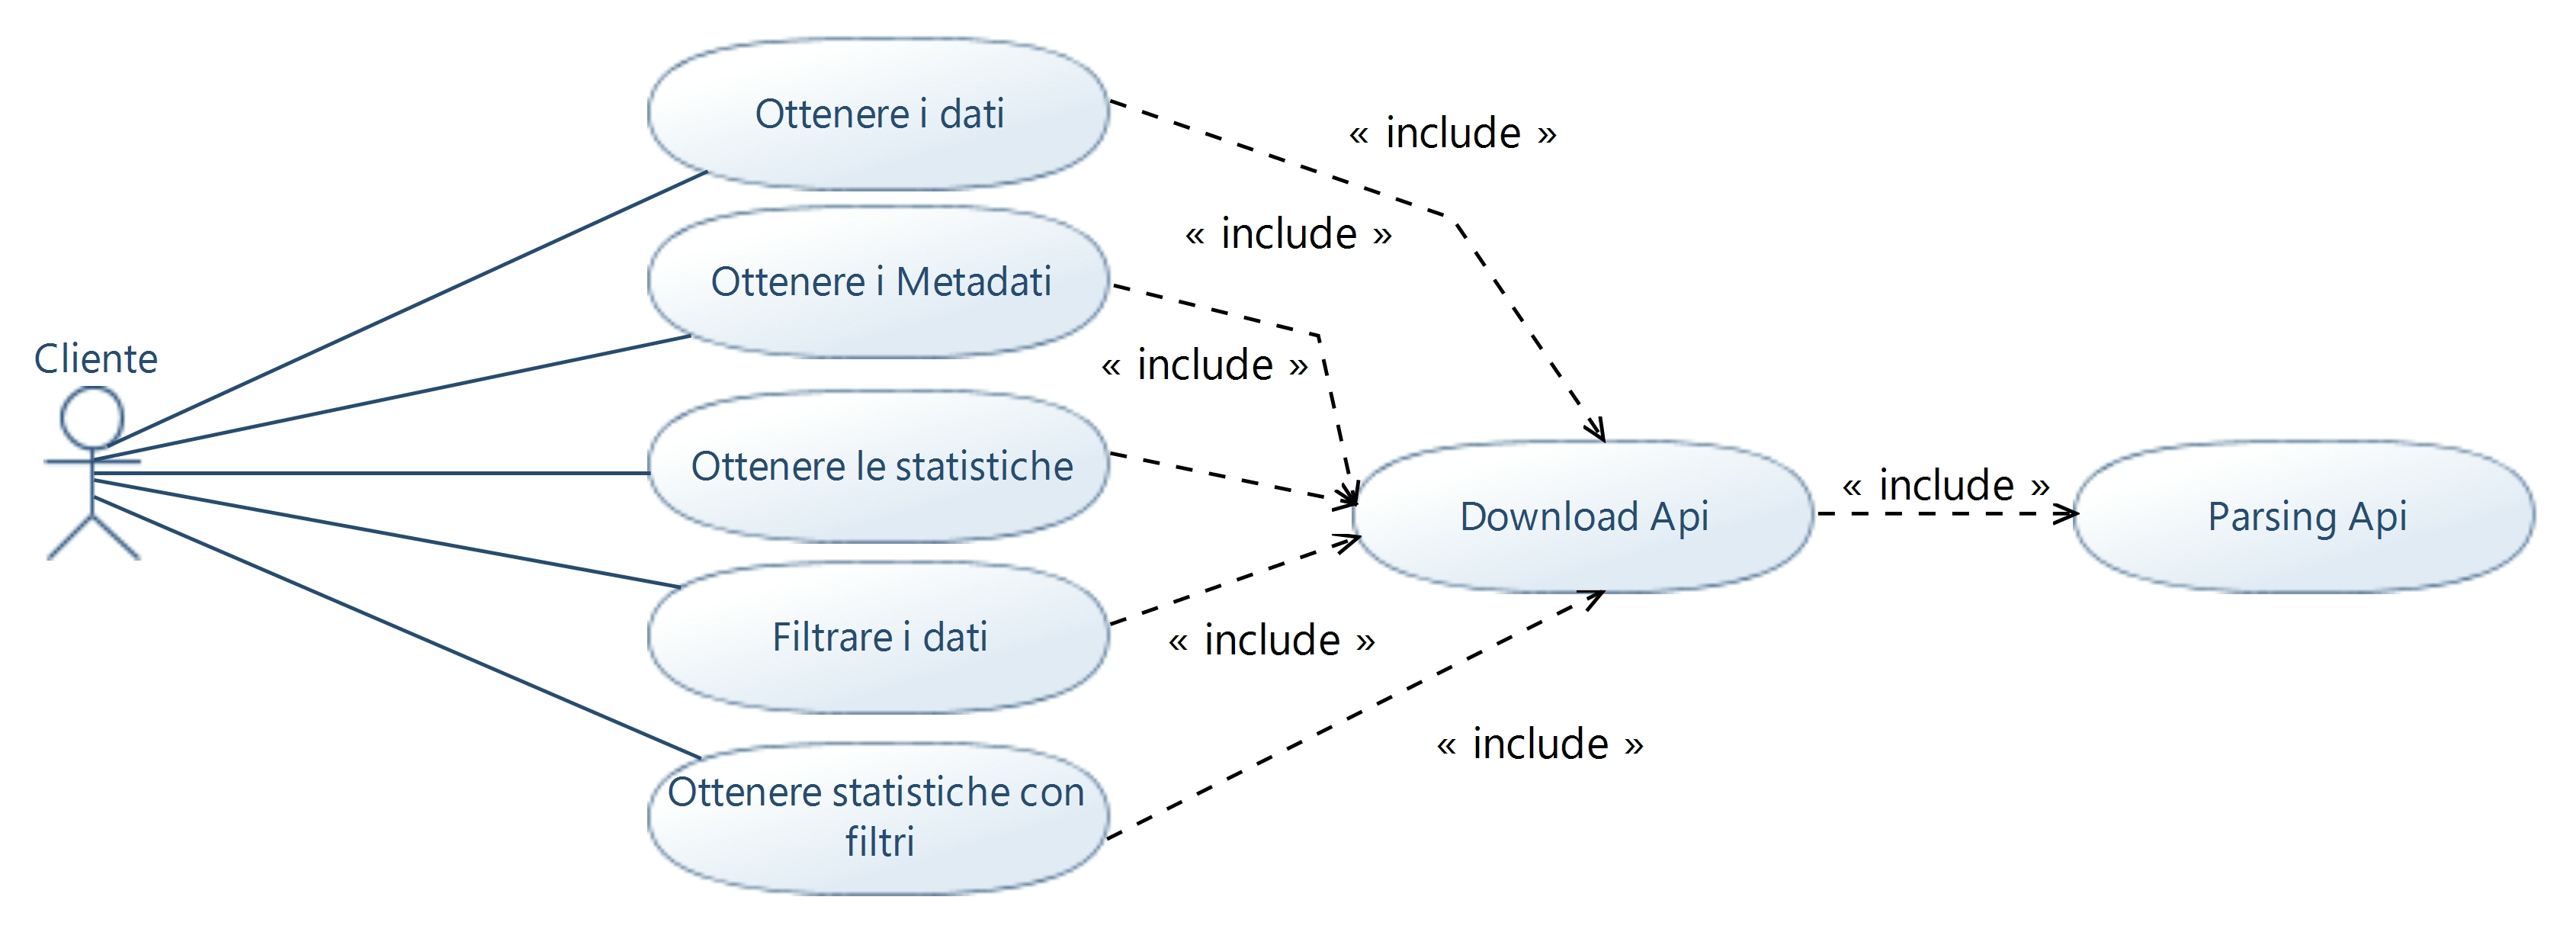 Ottenere i dati
« include »
« include »
Ottenere i Metadati
Cliente
« include »
Ottenere le statistiche
« include »
Download Api
Parsing Api
Filtrare i dati
« include »
« include »
Ottenere statistiche con
filtri